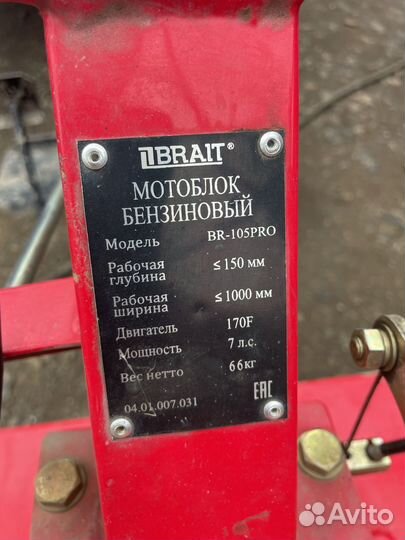 BRAIT®
МОТОБЛОК
БЕНЗИНОВЫЙ
Модель BR-105PRO
Рабочая глубина ≤150 мм
Рабочая ширина ≤1000 мм
Двигатель 170F
Мощность 7 л.с.
Вес нетто 66кг
04.01.007.031 EAC
Avito